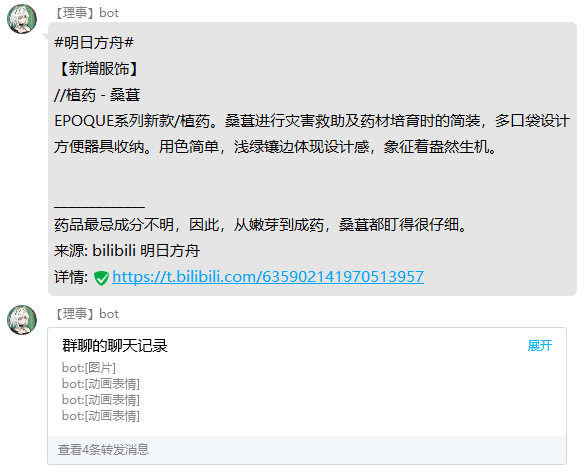 【理事】bot
#明日方舟#
【新增服饰】
//植药 - 桑葚
EPOQUE系列新款/植药。桑葚进行灾害救助及药材培育时的简装，多口袋设计
方便器具收纳。用色简单，浅绿镶边体现设计感，象征着盎然生机。
_____________
药品最忌成分不明，因此，从嫩芽到成药，桑葚都盯得很仔细。
来源: bilibili 明日方舟
详情: https://t.bilibili.com/635902141970513957
【理事】bot
群聊的聊天记录 展开
bot:[图片]
bot:[动画表情]
bot:[动画表情]
bot:[动画表情]
查看4条转发消息